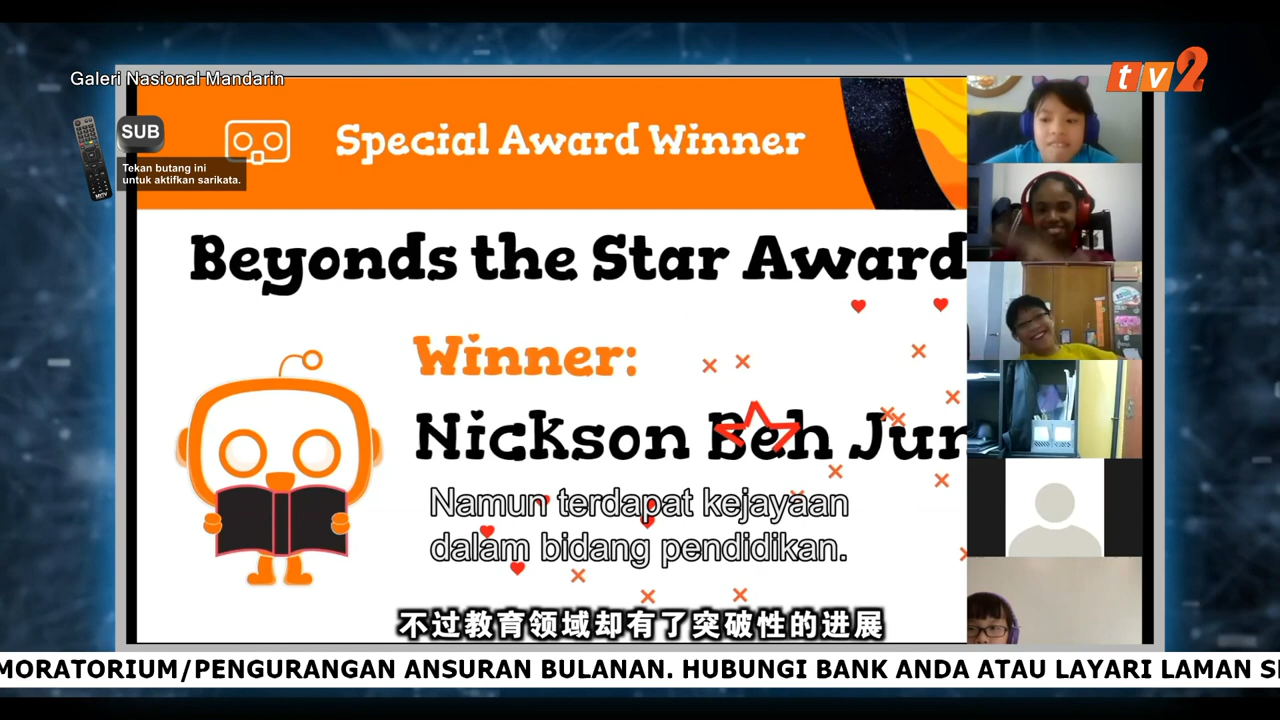 Galeri Nasional Mandarin
tv2
SUB
Tekan butang ini
untuk aktifkan sarikata.
Special Award Winner
Beyonds the Star Award
Winner:
Nickson Beh Jun
Namun terdapat kejayaan
dalam bidang pendidikan.
不过教育领域却有了突破性的进展
MORATORIUM/PENGURANGAN ANSURAN BULANAN. HUBUNGI BANK ANDA ATAU LAYARI LAMAN